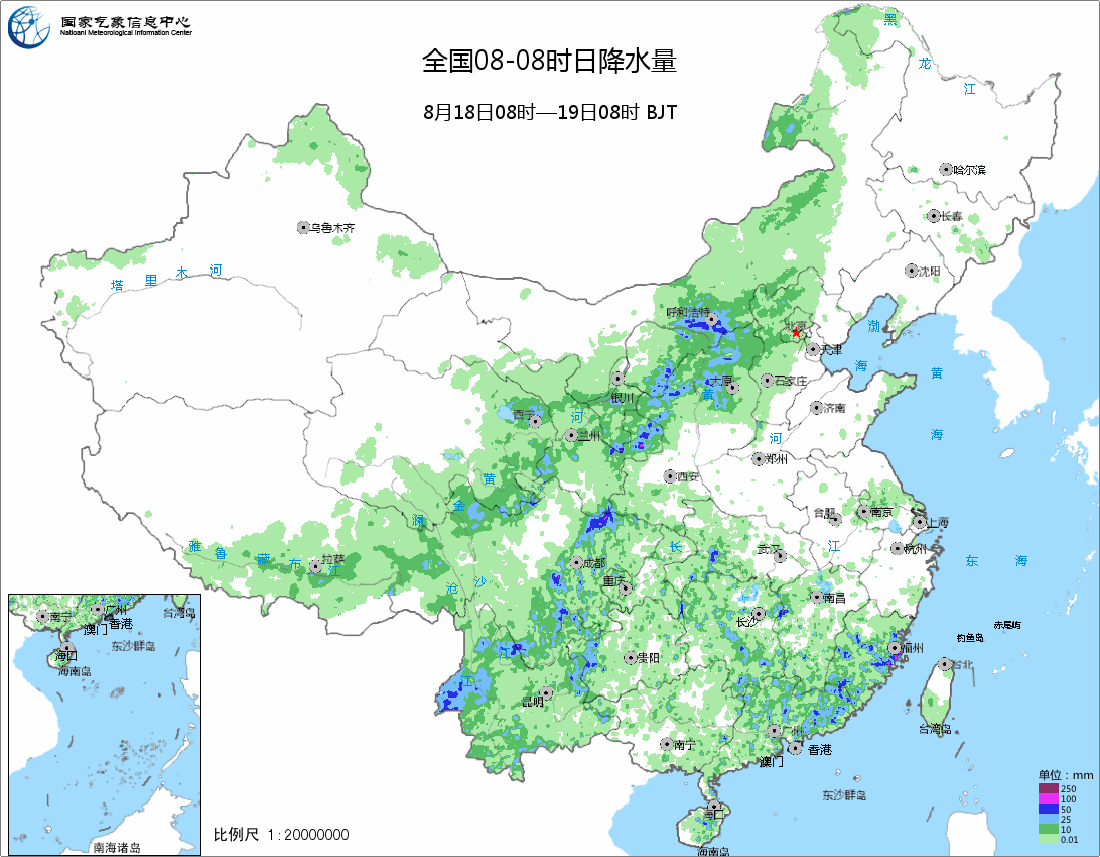 国家气象信息中心
Naitioanl Meteorological Information Center
全国08-08时日降水量
8月18日08时—19日08时 BJT
黑
龙
江
哈尔滨
长春
乌鲁木齐
沈阳
塔 里 木 河
呼和浩特
北京
天津
渤
海
黄
海
银川
太原
石家庄
黄
济南
西宁
河
兰州
河
郑州
西安
黄
金
澜
合肥
南京
上海
雅 鲁 藏 布 江
拉萨
成都
长
武汉
江
杭州
东 海
沧 沙
重庆
南昌
长沙
赤尾屿
钓鱼岛
福州
贵阳
台北
江
江
昆明
广州
南宁
香港
澳门
台湾岛
东沙群岛
海口
海南岛
南宁
广州
台湾岛
澳门
香港
东沙群岛
海口
海南岛
南海诸岛
比例尺 1:20000000
单位：mm
250
100
50
25
10
0.01